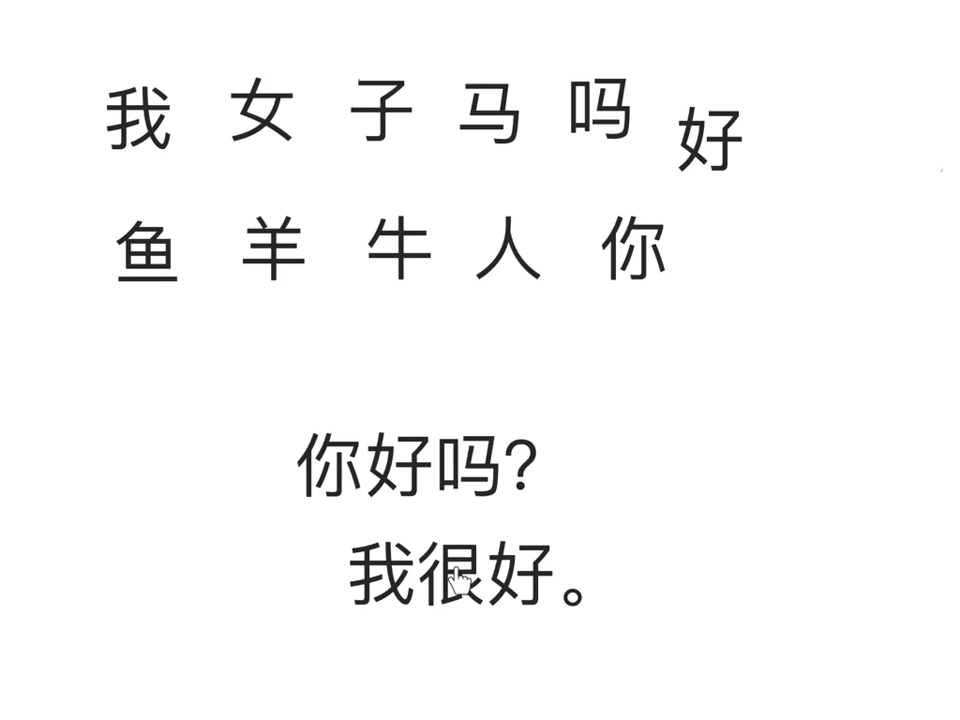 我 女 子 马 吗 好
鱼 羊 牛 人 你
你好吗?
我很好。